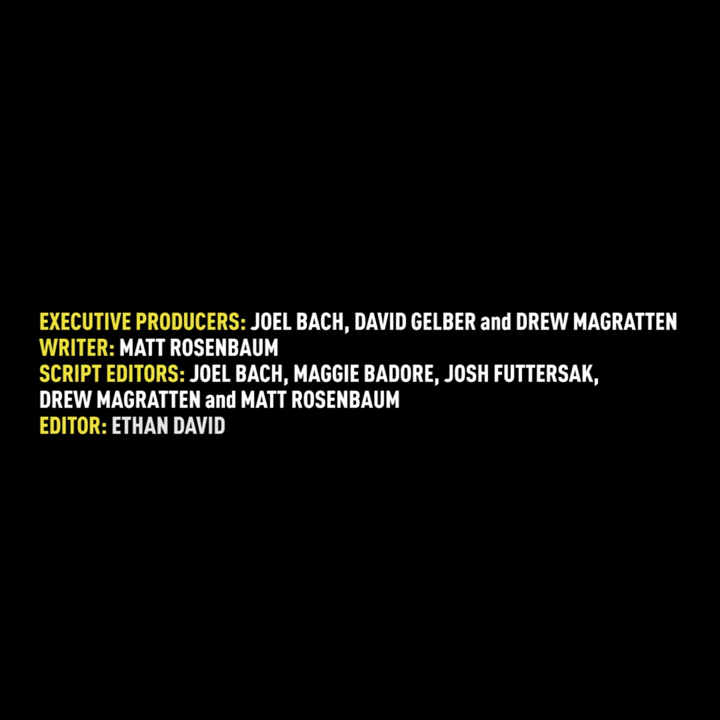 EXECUTIVE PRODUCERS: JOEL BACH, DAVID GELBER and DREW MAGRATTEN
WRITER: MATT ROSENBAUM
SCRIPT EDITORS: JOEL BACH, MAGGIE BADORE, JOSH FUTTERSAK,
DREW MAGRATTEN and MATT ROSENBAUM
EDITOR: ETHAN DAVID